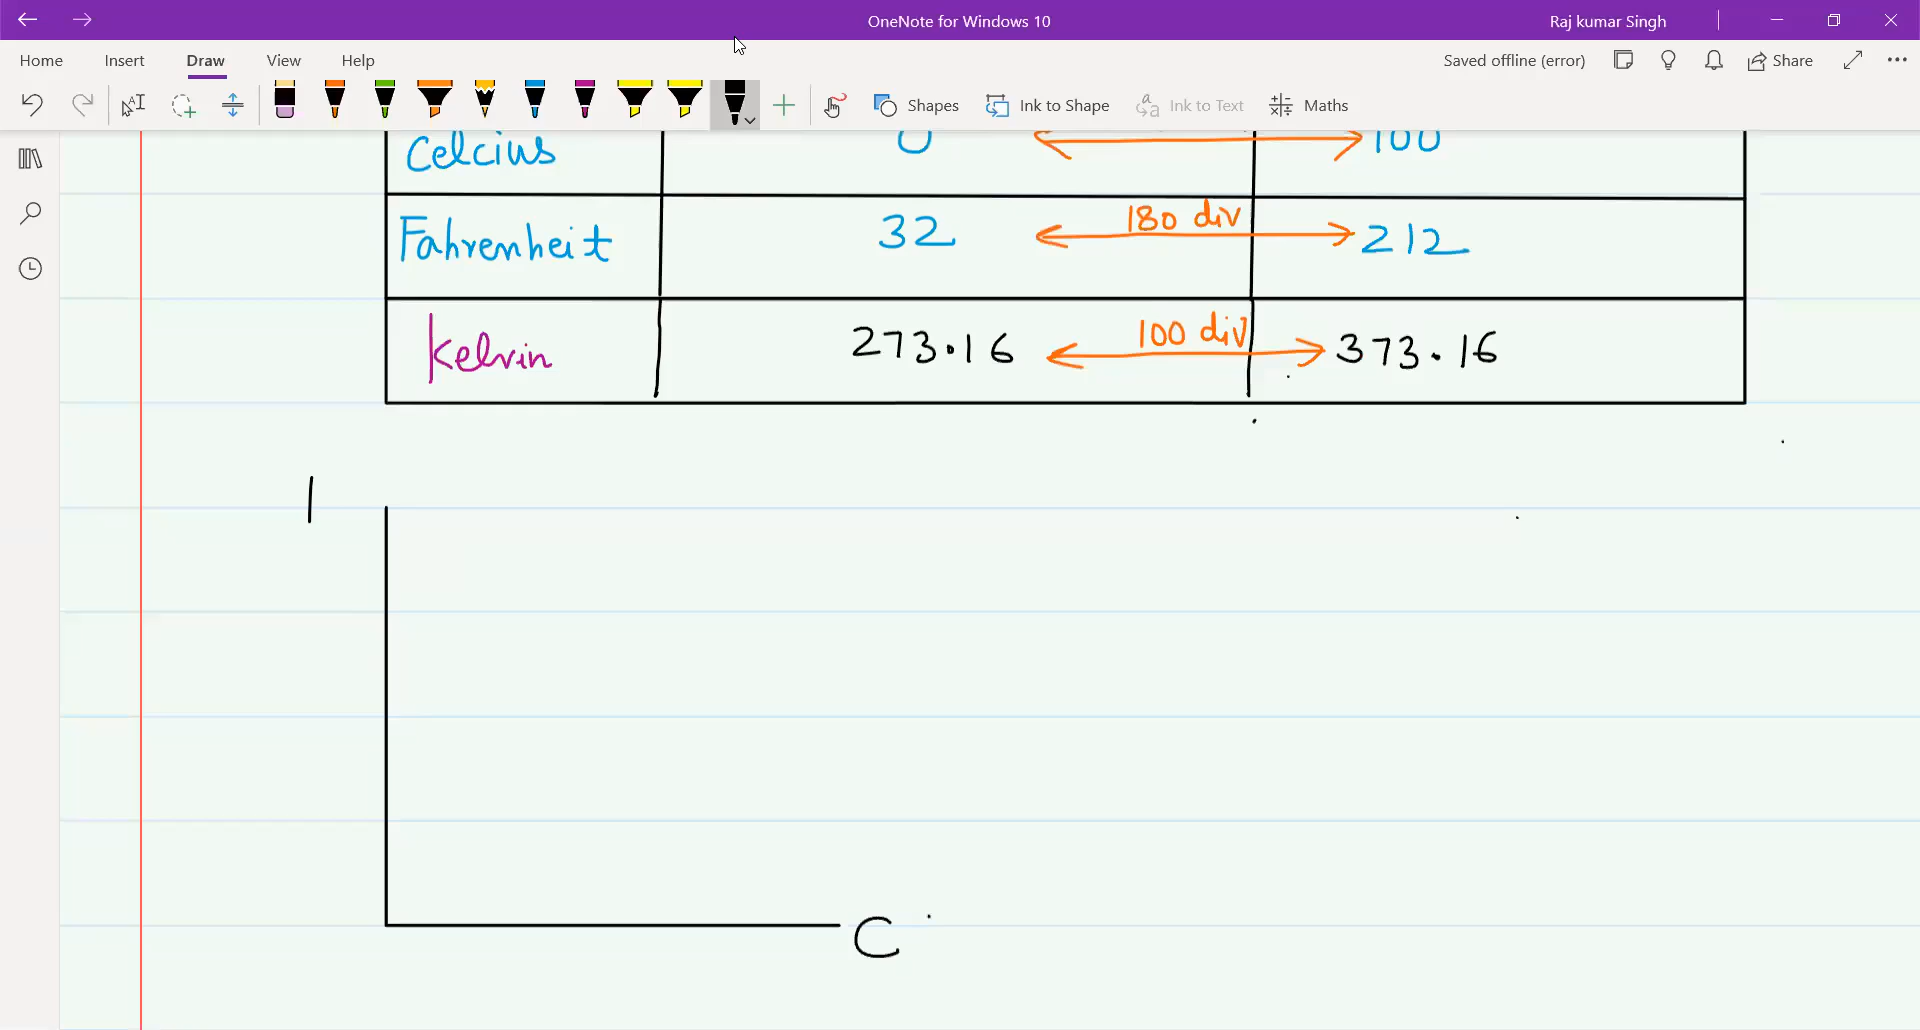 OneNote for Windows 10
Raj kumar Singh
Home Insert Draw View Help
Saved offline (error) Share
Shapes Ink to Shape Ink to Text Maths
Celcius 0 100
Fahrenheit 32 180 div 212
Kelvin 273.16 100 div 373.16
C